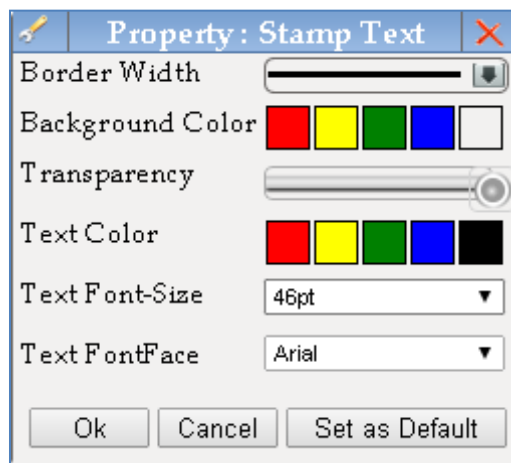 Property : Stamp Text
Border Width
Background Color
Transparency
Text Color
Text Font-Size 46pt
Text FontFace Arial
Ok Cancel Set as Default